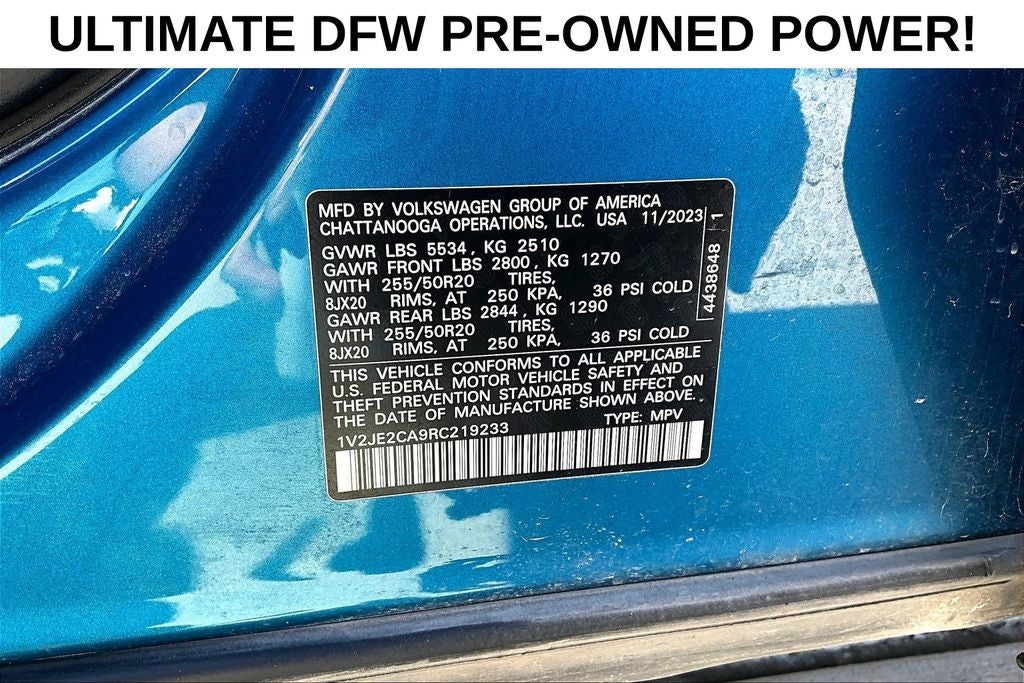 ULTIMATE DFW PRE-OWNED POWER!
MFD BY VOLKSWAGEN GROUP OF AMERICA
CHATTANOOGA OPERATIONS, LLC. USA 11/2023
GVWR LBS 5534, KG 2510
GAWR FRONT LBS 2800, KG 1270
WITH 255/50R20 TIRES,
8JX20 RIMS, AT 250 KPA, 36 PSI COLD
GAWR REAR LBS 2844, KG 1290
WITH 255/50R20 TIRES,
8JX20 RIMS, AT 250 KPA, 36 PSI COLD
4438648 1
THIS VEHICLE CONFORMS TO ALL APPLICABLE
U.S. FEDERAL MOTOR VEHICLE SAFETY AND
THEFT PREVENTION STANDARDS IN EFFECT ON
THE DATE OF MANUFACTURE SHOWN ABOVE.
1V2JE2CA9RC219233 TYPE: MPV